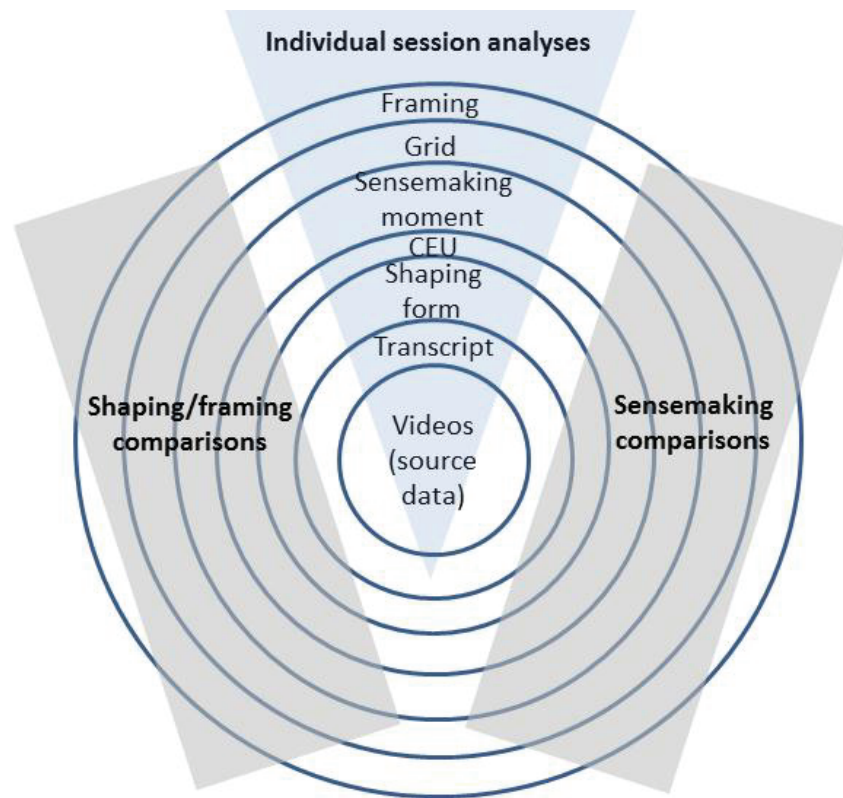 Individual session analyses
Framing
Grid
Sensemaking
moment
CEU
Shaping
form
Transcript
Videos
(source
data)
Shaping/framing
comparisons
Sensemaking
comparisons